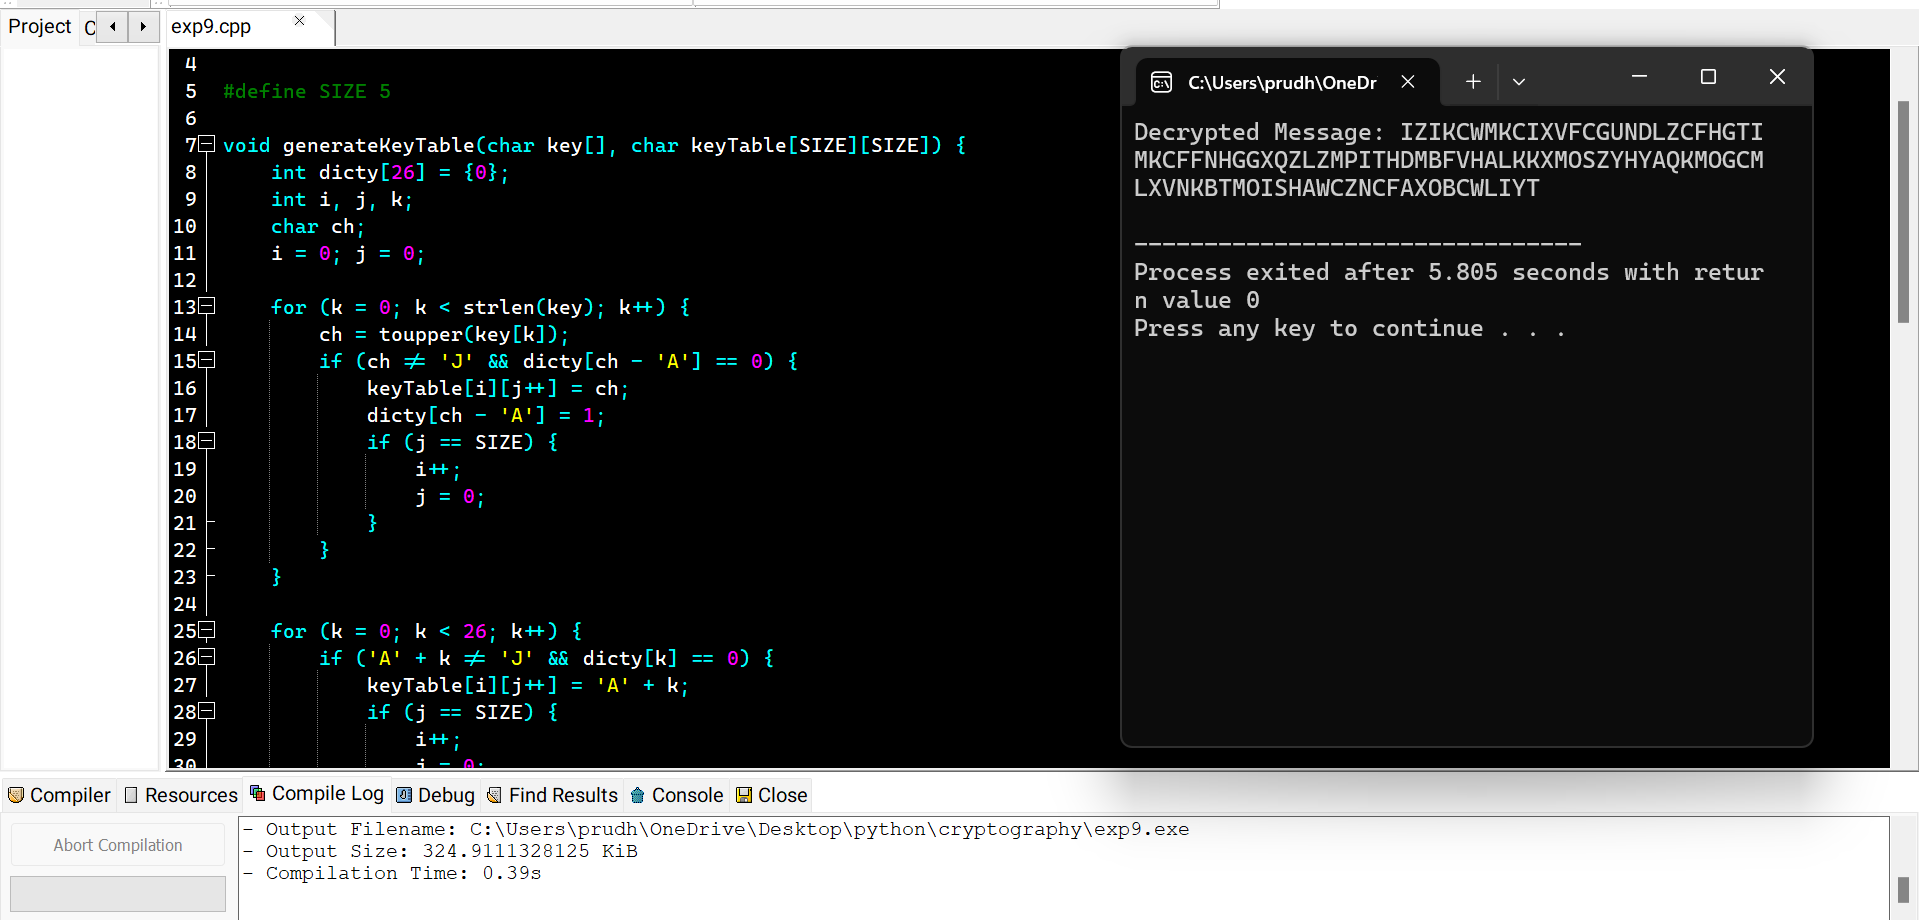 Project
exp9.cpp
4
5 #define SIZE 5
6
7 void generateKeyTable(char key[], char keyTable[SIZE][SIZE]) {
8 int dicty[26] = {0};
9 int i, j, k;
10 char ch;
11 i = 0; j = 0;
12
13 for (k = 0; k < strlen(key); k++) {
14 ch = toupper(key[k]);
15 if (ch != 'J' && dicty[ch - 'A'] == 0) {
16 keyTable[i][j++] = ch;
17 dicty[ch - 'A'] = 1;
18 if (j == SIZE) {
19 i++;
20 j = 0;
21 }
22 }
23 }
24
25 for (k = 0; k < 26; k++) {
26 if ('A' + k != 'J' && dicty[k] == 0) {
27 keyTable[i][j++] = 'A' + k;
28 if (j == SIZE) {
29 i++;
30 j = 0;
C:\Users\prudh\OneDr
Decrypted Message: IZIKCWMKCIXVFCGUNDLZCFHGTI
MKCFFNHGGXQZLZMPITHDMBFVHALKKXMOSZYHYAQKMOGCM
LXVNKBTMOISHAWCZNCFAXOBCWLIYT
--------------------------------
Process exited after 5.805 seconds with retur
n value 0
Press any key to continue . . .
Compiler Resources Compile Log Debug Find Results Console Close
Abort Compilation
- Output Filename: C:\Users\prudh\OneDrive\Desktop\python\cryptography\exp9.exe
- Output Size: 324.9111328125 KiB
- Compilation Time: 0.39s